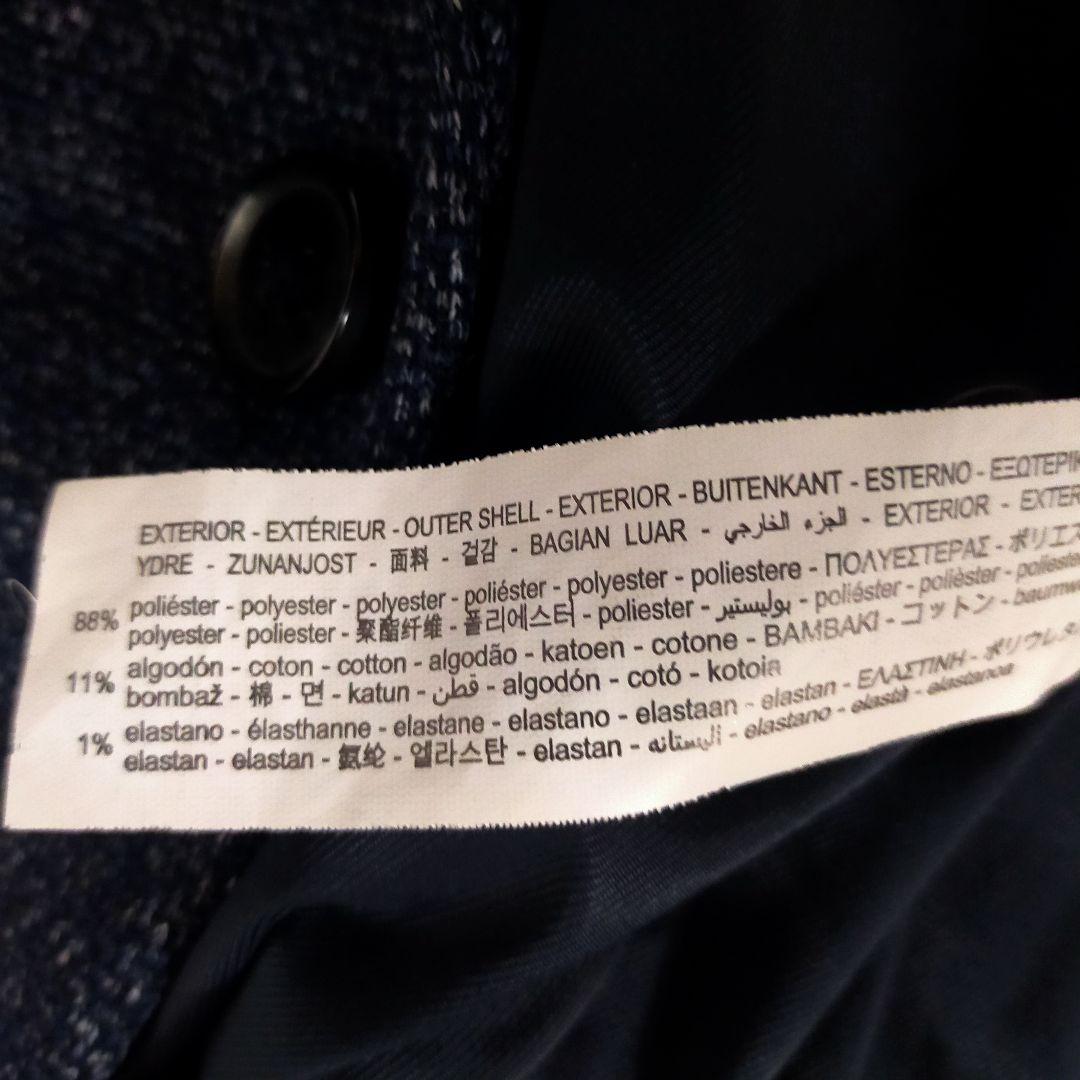 EXTERIOR - EXTÉRIEUR - OUTER SHELL - EXTERIOR - BUITENKANT - ESTERNO - ΕΞΩΤΕΡΙΚ
YDRE - ZUNANJOST - 面料 - 겉감 - BAGIAN LUAR - الجزء الخارجي - EXTERIOR - EXTER
88% poliéster - polyester - polyester - poliéster - polyester - poliestere - ΠΟΛΥΕΣΤΕΡΑΣ - ポリエス
polyester - poliester - 聚酯纤维 - 폴리에스터 - poliester - بوليستير - poliéster - polièster - poliester
11% algodón - coton - cotton - algodão - katoen - cotone - ΒΑΜΒΑΚΙ - コットン - baumw
bombaž - 棉 - 면 - katun - قطن - algodón - cotó - kotoia
1% elastano - élasthanne - elastane - elastano - elastaan - elastan - ΕΛΑΣΤΙΝΗ - ポリウレタ
elastan - elastan - 氨纶 - 엘라스탄 - elastan - اليستانه - elastano - elastà - elastanoa